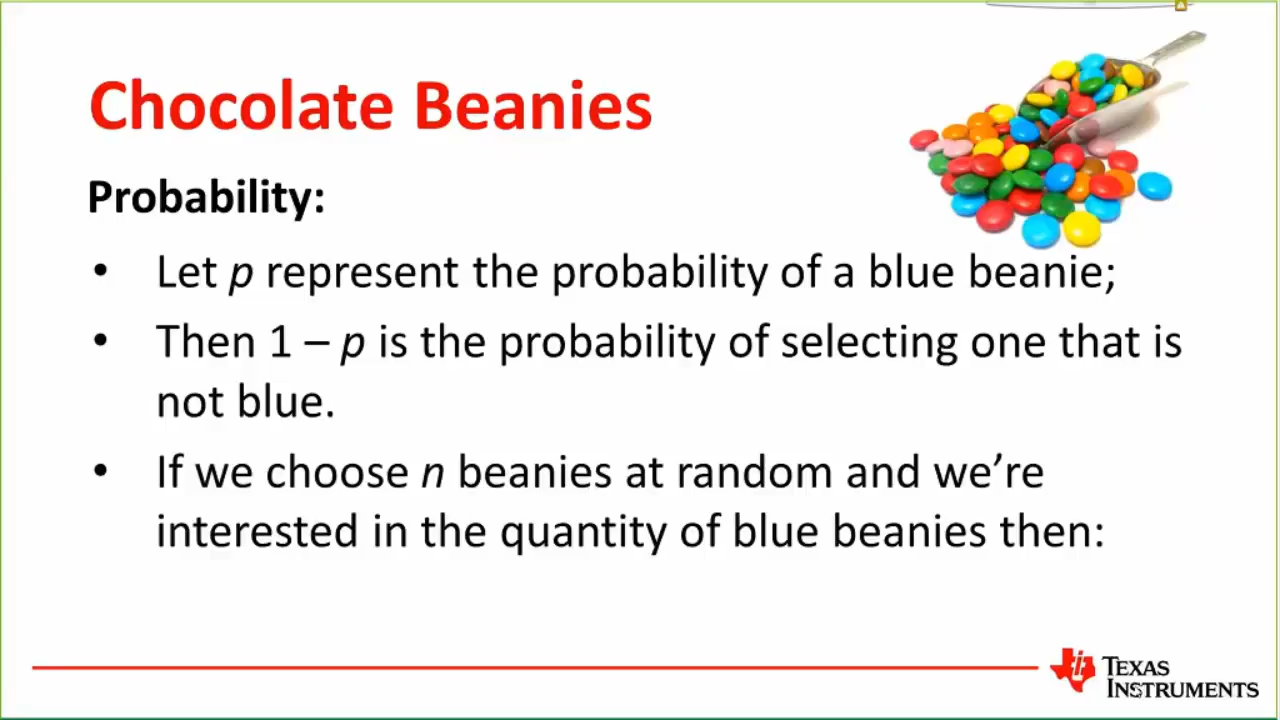 Chocolate Beanies
Probability:
• Let p represent the probability of a blue beanie;
• Then 1 – p is the probability of selecting one that is
not blue.
• If we choose n beanies at random and we’re
interested in the quantity of blue beanies then:
TEXAS
INSTRUMENTS